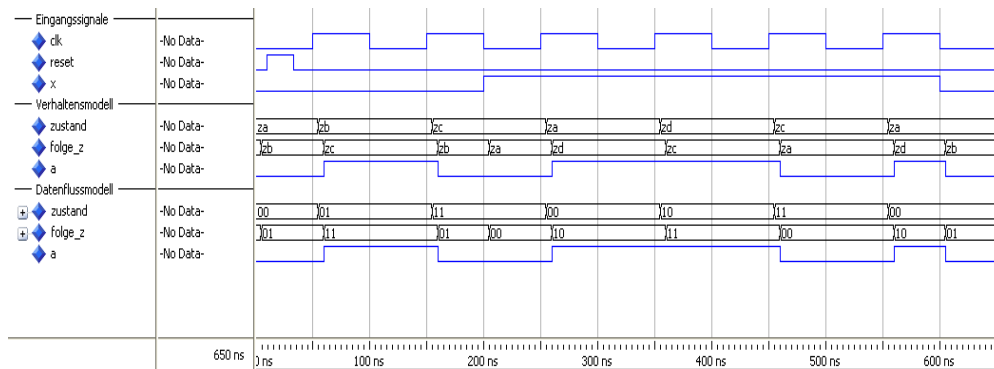 Eingangssignale
clk -No Data-
reset -No Data-
x -No Data-
Verhaltensmodell
zustand -No Data- za zb zc za zd zc za
folge_z -No Data- zb zc zb za zd zc za zd zb
a -No Data-
Datenflussmodell
zustand -No Data- 00 01 11 00 10 11 00
folge_z -No Data- 01 11 01 00 10 11 00 10 01
a -No Data-
650 ns 0 ns 100 ns 200 ns 300 ns 400 ns 500 ns 600 ns